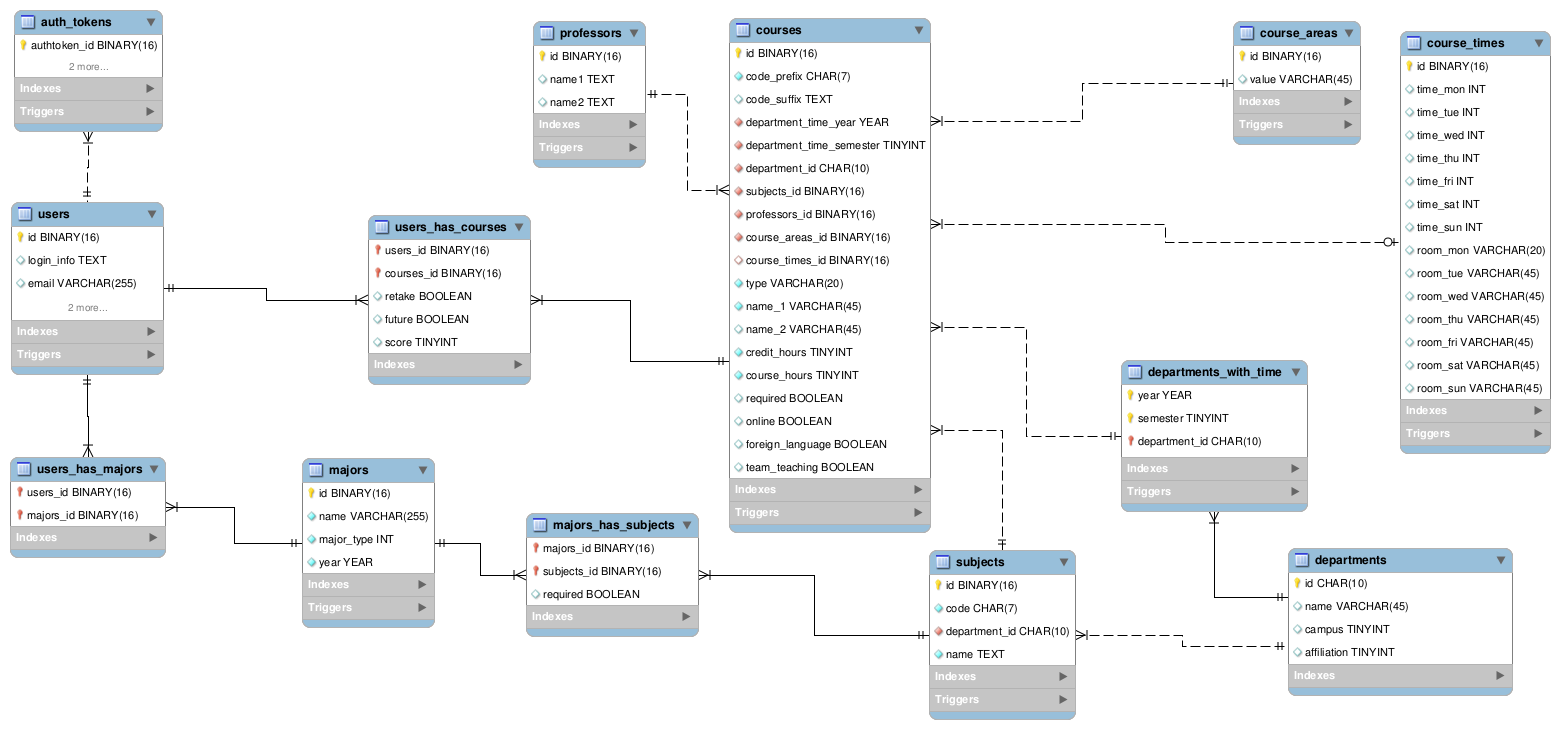 auth_tokens
authtoken_id BINARY(16)
2 more...
Indexes
Triggers
professors
id BINARY(16)
name1 TEXT
name2 TEXT
Indexes
Triggers
courses
id BINARY(16)
code_prefix CHAR(7)
code_suffix TEXT
department_time_year YEAR
department_time_semester TINYINT
department_id CHAR(10)
subjects_id BINARY(16)
professors_id BINARY(16)
course_areas_id BINARY(16)
course_times_id BINARY(16)
type VARCHAR(20)
name_1 VARCHAR(45)
name_2 VARCHAR(45)
credit_hours TINYINT
course_hours TINYINT
required BOOLEAN
online BOOLEAN
foreign_language BOOLEAN
team_teaching BOOLEAN
Indexes
Triggers
course_areas
id BINARY(16)
value VARCHAR(45)
Indexes
Triggers
course_times
id BINARY(16)
time_mon INT
time_tue INT
time_wed INT
time_thu INT
time_fri INT
time_sat INT
time_sun INT
room_mon VARCHAR(20)
room_tue VARCHAR(45)
room_wed VARCHAR(45)
room_thu VARCHAR(45)
room_fri VARCHAR(45)
room_sat VARCHAR(45)
room_sun VARCHAR(45)
Indexes
Triggers
users
id BINARY(16)
login_info TEXT
email VARCHAR(255)
2 more...
Indexes
Triggers
users_has_courses
users_id BINARY(16)
courses_id BINARY(16)
retake BOOLEAN
future BOOLEAN
score TINYINT
Indexes
departments_with_time
year YEAR
semester TINYINT
department_id CHAR(10)
Indexes
Triggers
users_has_majors
users_id BINARY(16)
majors_id BINARY(16)
Indexes
majors
id BINARY(16)
name VARCHAR(255)
major_type INT
year YEAR
Indexes
Triggers
majors_has_subjects
majors_id BINARY(16)
subjects_id BINARY(16)
required BOOLEAN
Indexes
subjects
id BINARY(16)
code CHAR(7)
department_id CHAR(10)
name TEXT
Indexes
Triggers
departments
id CHAR(10)
name VARCHAR(45)
campus TINYINT
affiliation TINYINT
Indexes